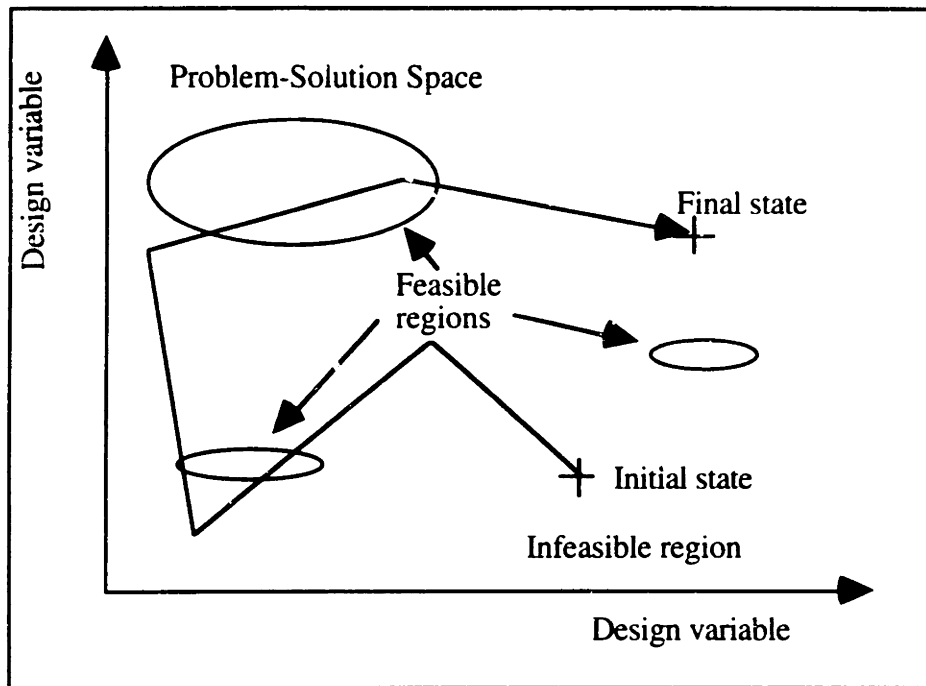 Problem-Solution Space
Design variable
Final state
Feasible
regions
Initial state
Infeasible region
Design variable